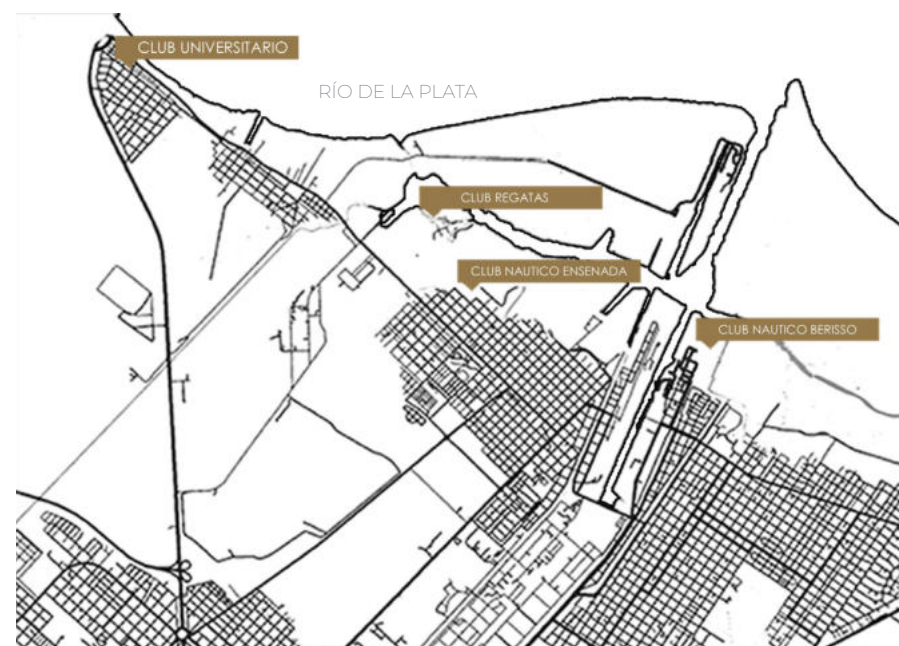 CLUB UNIVERSITARIO
RÍO DE LA PLATA
CLUB REGATAS
CLUB NAUTICO ENSENADA
CLUB NAUTICO BERISSO